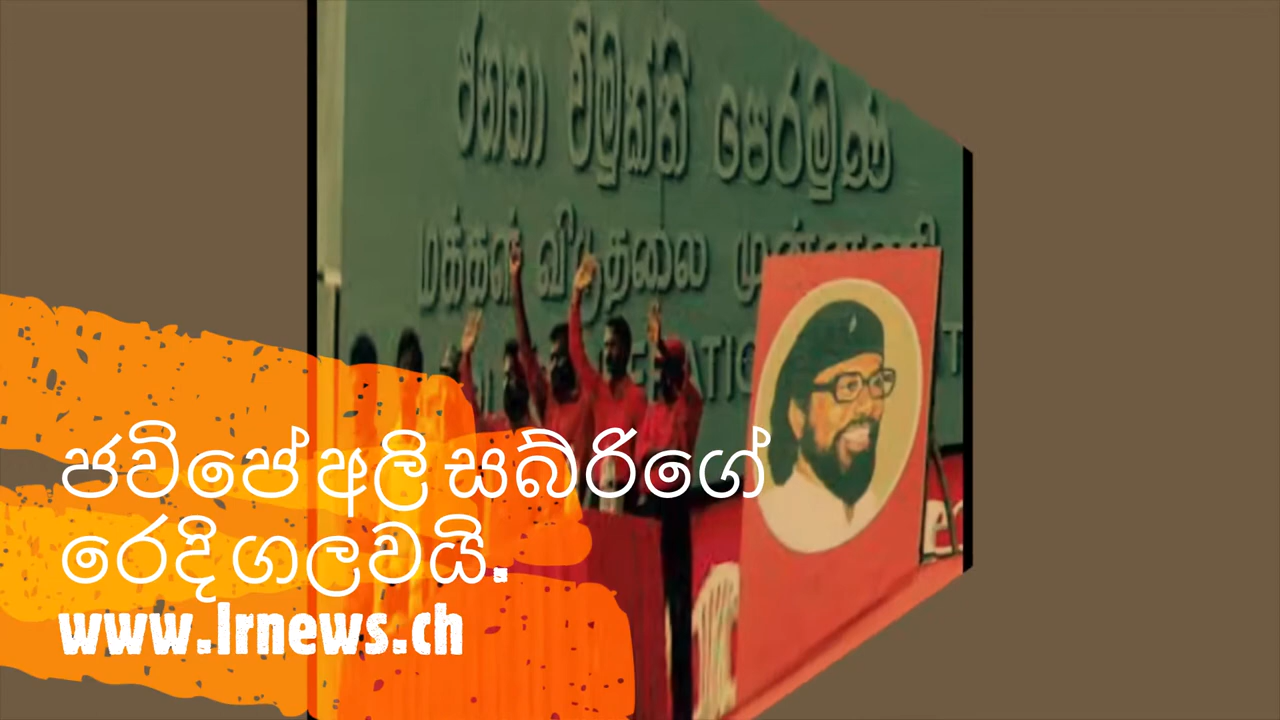 ජනතා විමුක්ති පෙරමුණ
மக்கள் விடுதலை
ජවිපේ අලි සබ්රිගේ
රෙදි ගලවයි.
www.lrnews.ch